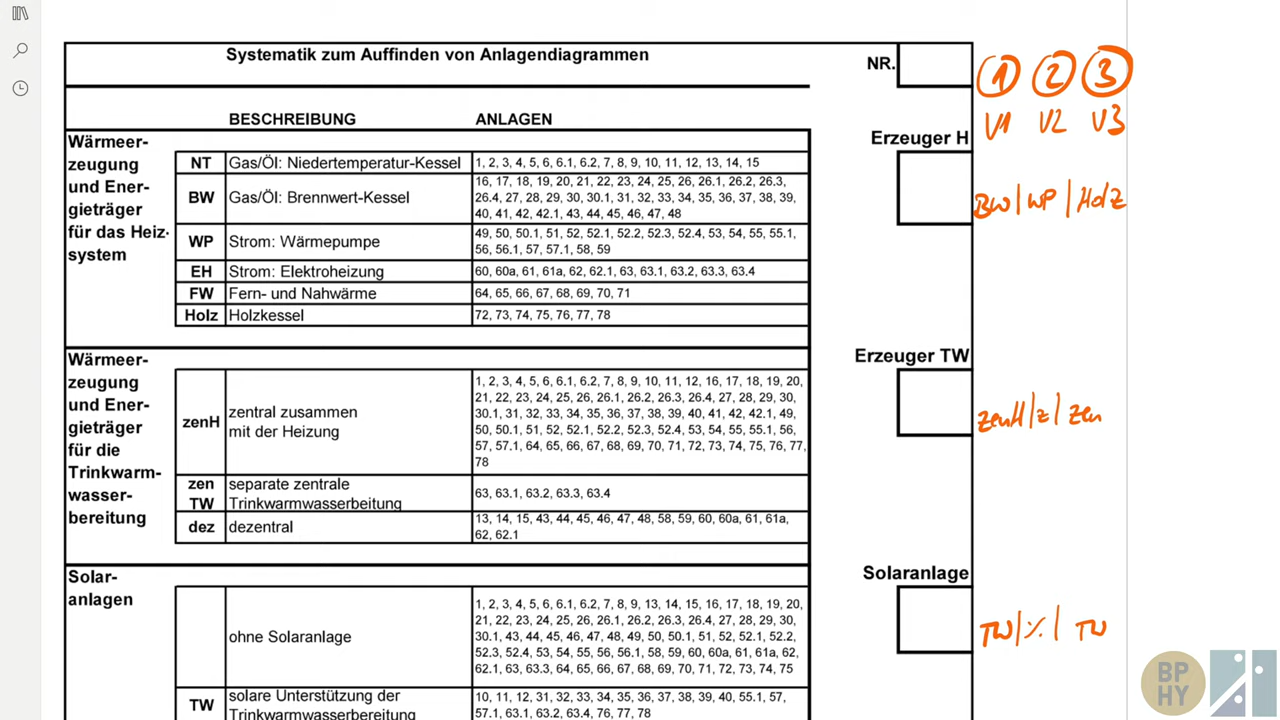 Systematik zum Auffinden von Anlagendiagrammen
NR.
1 2 3
V1 V2 V3
BESCHREIBUNG ANLAGEN
Erzeuger H
BW | WP | Holz
Wärmeer-
zeugung
und Ener-
gieträger
für das Heiz-
system
NT Gas/Öl: Niedertemperatur-Kessel 1, 2, 3, 4, 5, 6, 6.1, 6.2, 7, 8, 9, 10, 11, 12, 13, 14, 15
BW Gas/Öl: Brennwert-Kessel
16, 17, 18, 19, 20, 21, 22, 23, 24, 25, 26, 26.1, 26.2, 26.3,
26.4, 27, 28, 29, 30, 30.1, 31, 32, 33, 34, 35, 36, 37, 38, 39,
40, 41, 42, 42.1, 43, 44, 45, 46, 47, 48
WP Strom: Wärmepumpe
49, 50, 50.1, 51, 52, 52.1, 52.2, 52.3, 52.4, 53, 54, 55, 55.1,
56, 56.1, 57, 57.1, 58, 59
EH Strom: Elektroheizung 60, 60a, 61, 61a, 62, 62.1, 63, 63.1, 63.2, 63.3, 63.4
FW Fern- und Nahwärme 64, 65, 66, 67, 68, 69, 70, 71
Holz Holzkessel 72, 73, 74, 75, 76, 77, 78
Erzeuger TW
zenH | z | zen
Wärmeer-
zeugung
und Ener-
gieträger
für die
Trinkwarm-
wasser-
bereitung
zenH zentral zusammen
mit der Heizung
1, 2, 3, 4, 5, 6, 6.1, 6.2, 7, 8, 9, 10, 11, 12, 16, 17, 18, 19, 20,
21, 22, 23, 24, 25, 26, 26.1, 26.2, 26.3, 26.4, 27, 28, 29, 30,
30.1, 31, 32, 33, 34, 35, 36, 37, 38, 39, 40, 41, 42, 42.1, 49,
50, 50.1, 51, 52, 52.1, 52.2, 52.3, 52.4, 53, 54, 55, 55.1, 56,
57, 57.1, 64, 65, 66, 67, 68, 69, 70, 71, 72, 73, 74, 75, 76, 77,
78
zen
TW
separate zentrale
Trinkwarmwasserbeitung
63, 63.1, 63.2, 63.3, 63.4
dez dezentral
13, 14, 15, 43, 44, 45, 46, 47, 48, 58, 59, 60, 60a, 61, 61a,
62, 62.1
Solaranlage
TW | ./. | TW
Solar-
anlagen
ohne Solaranlage
1, 2, 3, 4, 5, 6, 6.1, 6.2, 7, 8, 9, 13, 14, 15, 16, 17, 18, 19, 20,
21, 22, 23, 24, 25, 26, 26.1, 26.2, 26.3, 26.4, 27, 28, 29, 30,
30.1, 43, 44, 45, 46, 47, 48, 49, 50, 50.1, 51, 52, 52.1, 52.2,
52.3, 52.4, 53, 54, 55, 56, 56.1, 58, 59, 60, 60a, 61, 61a, 62,
62.1, 63, 63.3, 64, 65, 66, 67, 68, 69, 70, 71, 72, 73, 74, 75
TW solare Unterstützung der
Trinkwarmwasserbereitung
10, 11, 12, 31, 32, 33, 34, 35, 36, 37, 38, 39, 40, 55.1, 57,
57.1, 63.1, 63.2, 63.4, 76, 77, 78
BP
HY